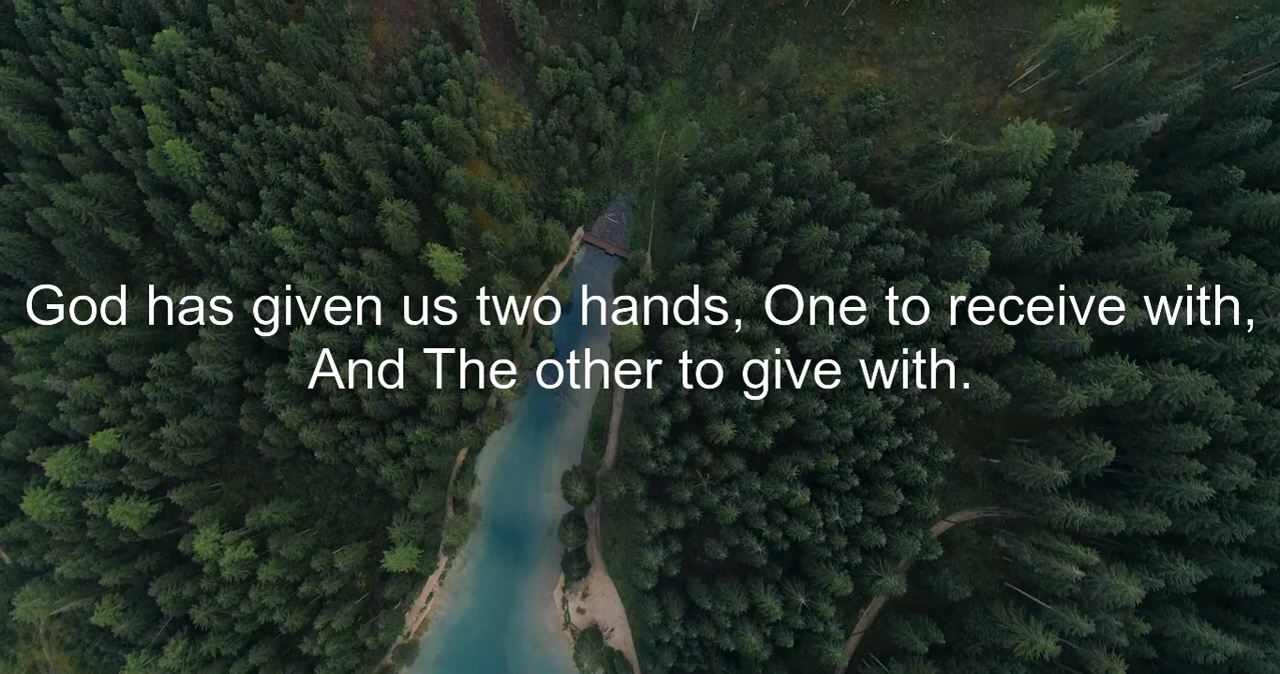 God has given us two hands, One to receive with,
And The other to give with.